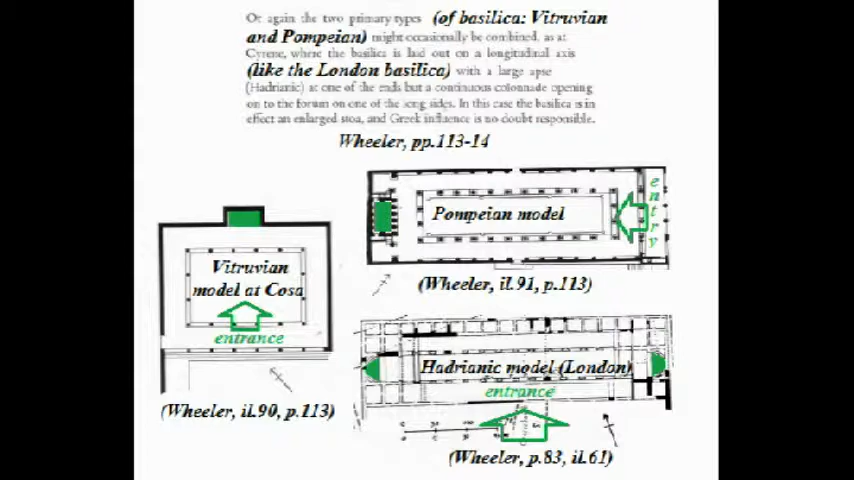 Or again the two primary types (of basilica: Vitruvian
and Pompeian) might occasionally be combined, as at
Cyrene, where the basilica is laid out on a longitudinal axis
(like the London basilica) with a large apse
(Hadrianic) at one of the ends but a continuous colonnade opening
on to the forum on one of the long sides. In this case the basilica is in
effect an enlarged stoa, and Greek influence is no doubt responsible.
Wheeler, pp.113-14
Pompeian model
entry
(Wheeler, il.91, p.113)
Vitruvian
model at Cosa
entrance
(Wheeler, il.90, p.113)
Hadrianic model (London)
entrance
(Wheeler, p.83, il.61)